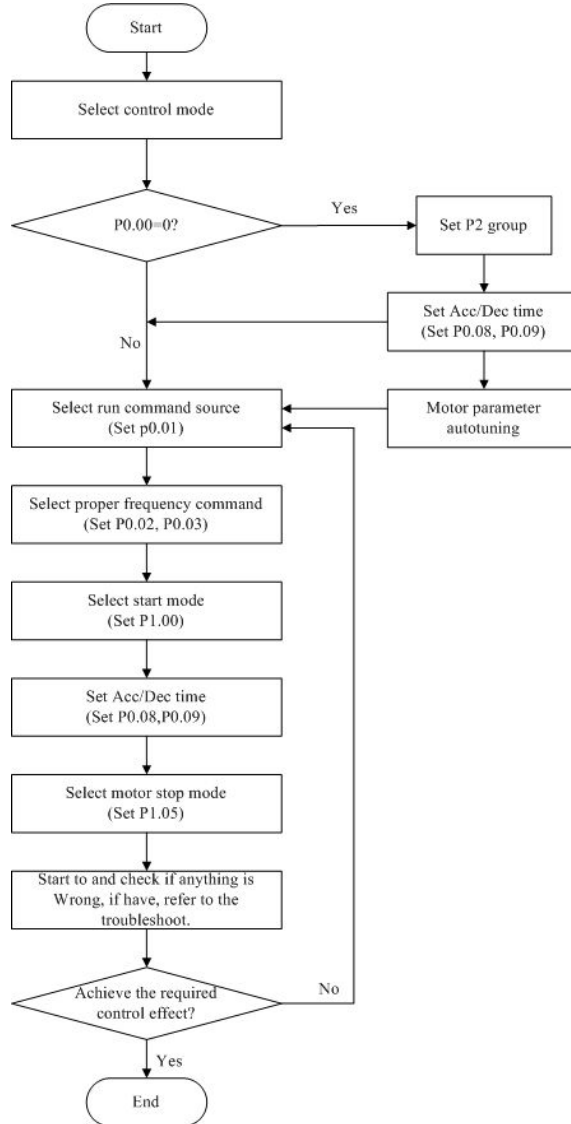 Start
Select control mode
P0.00=0?
Yes
Set P2 group
Set Acc/Dec time
(Set P0.08, P0.09)
No
Motor parameter
autotuning
Select run command source
(Set p0.01)
Select proper frequency command
(Set P0.02, P0.03)
Select start mode
(Set P1.00)
Set Acc/Dec time
(Set P0.08,P0.09)
Select motor stop mode
(Set P1.05)
Start to and check if anything is
Wrong, if have, refer to the
troubleshoot.
Achieve the required
control effect?
No
Yes
End